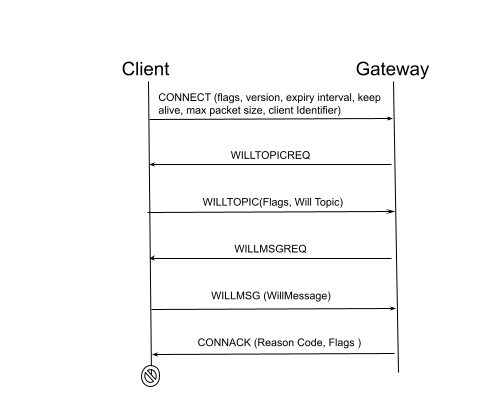 Client
Gateway
CONNECT (flags, version, expiry interval, keep
alive, max packet size, client Identifier)
WILLTOPICREQ
WILLTOPIC(Flags, Will Topic)
WILLMSGREQ
WILLMSG (WillMessage)
CONNACK (Reason Code, Flags )